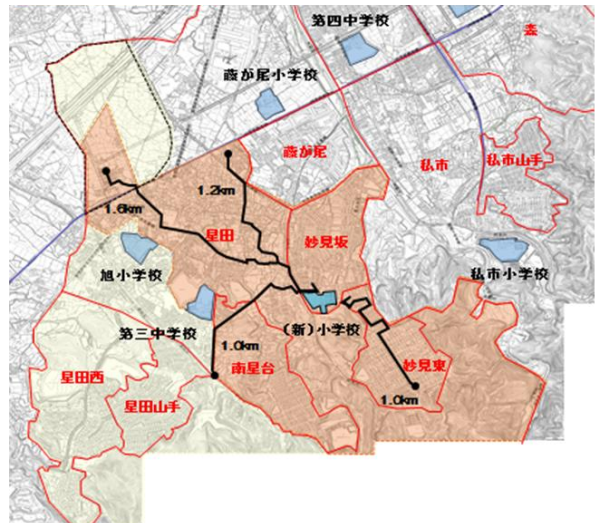 第四中学校
寺
藤が尾小学校
藤が尾
私市
私市山手
1.2km
1.6km
星田
妙見坂
旭小学校
私市小学校
第三中学校
(新)小学校
1.0km
南星台
妙見東
星田西
星田山手
1.0km